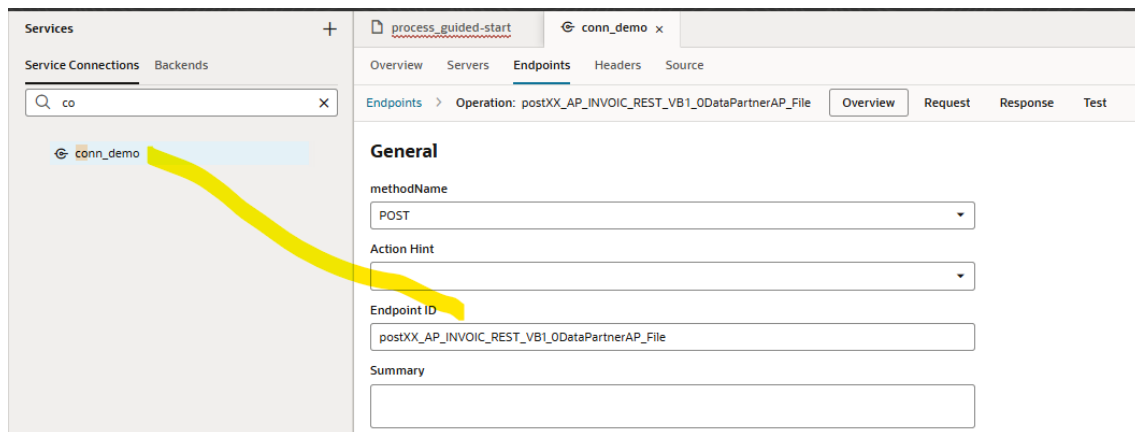 Services
process_guided-start
conn_demo
Service Connections Backends
Overview Servers Endpoints Headers Source
co
Endpoints > Operation: postXX_AP_INVOIC_REST_VB1_0DataPartnerAP_File Overview Request Response Test
conn_demo
General
methodName
POST
Action Hint
Endpoint ID
postXX_AP_INVOIC_REST_VB1_0DataPartnerAP_File
Summary